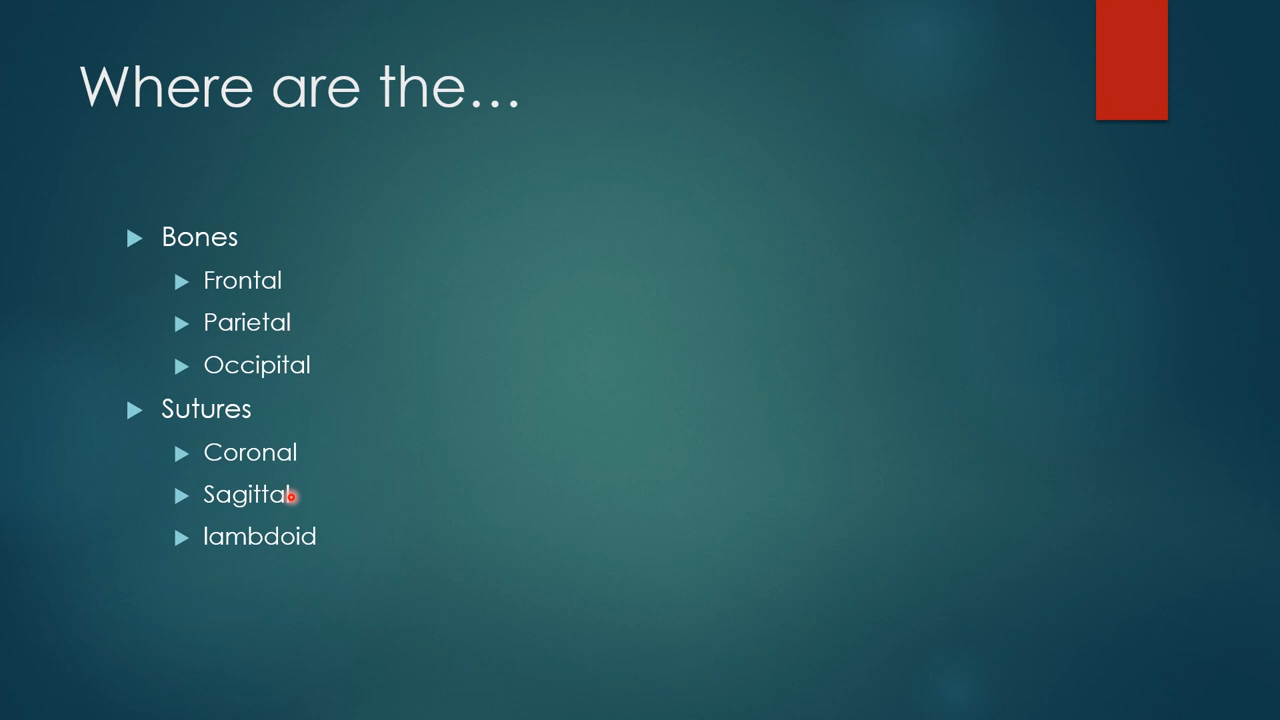 Where are the…
Bones
Frontal
Parietal
Occipital
Sutures
Coronal
Sagittal
lambdoid